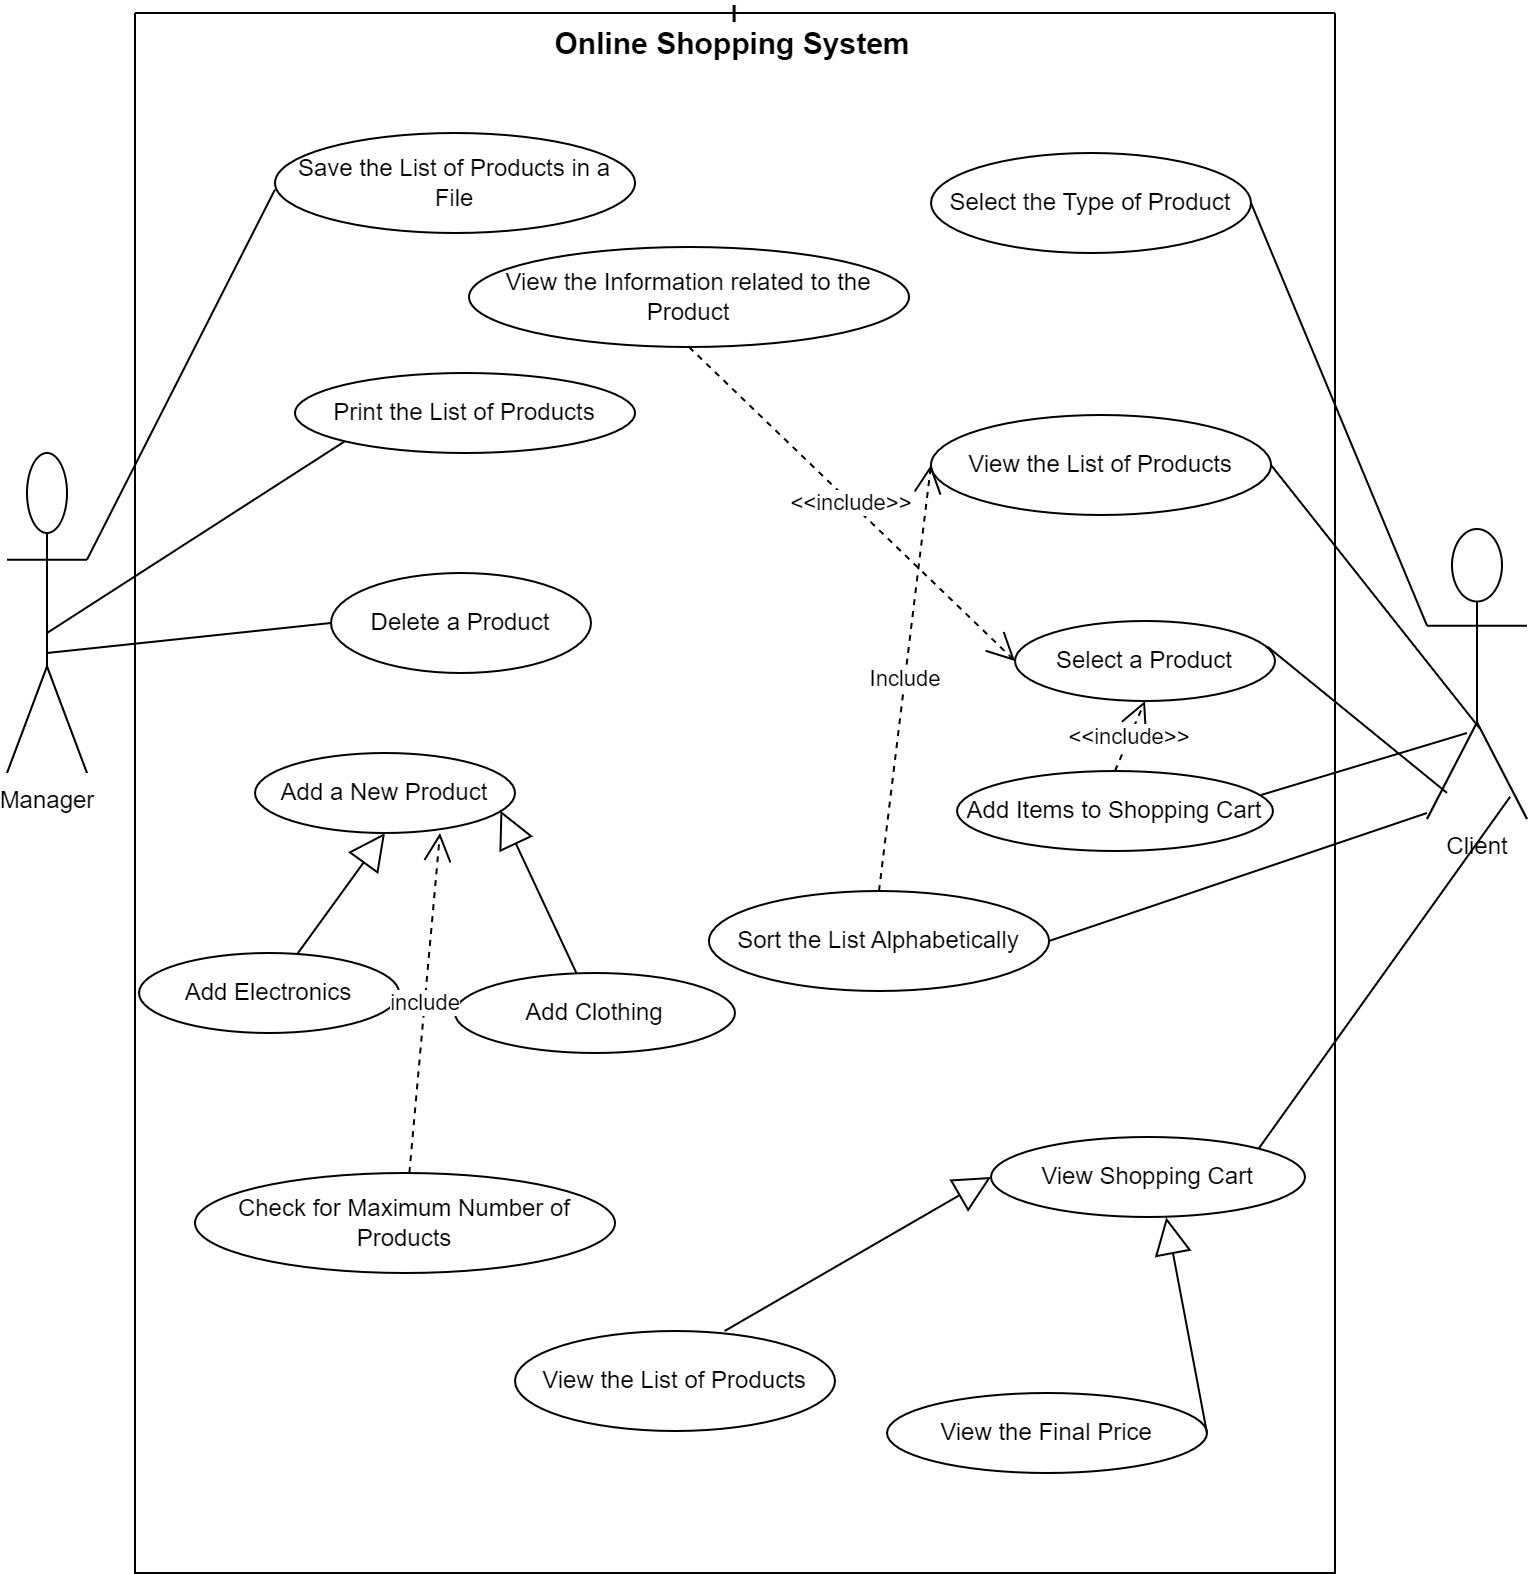 Online Shopping System
Save the List of Products in a
File
Select the Type of Product
View the Information related to the
Product
Print the List of Products
View the List of Products
<<include>>
Delete a Product
Select a Product
Include
<<include>>
Manager
Add a New Product
Add Items to Shopping Cart
Client
Sort the List Alphabetically
Add Electronics
include
Add Clothing
View Shopping Cart
Check for Maximum Number of
Products
View the List of Products
View the Final Price